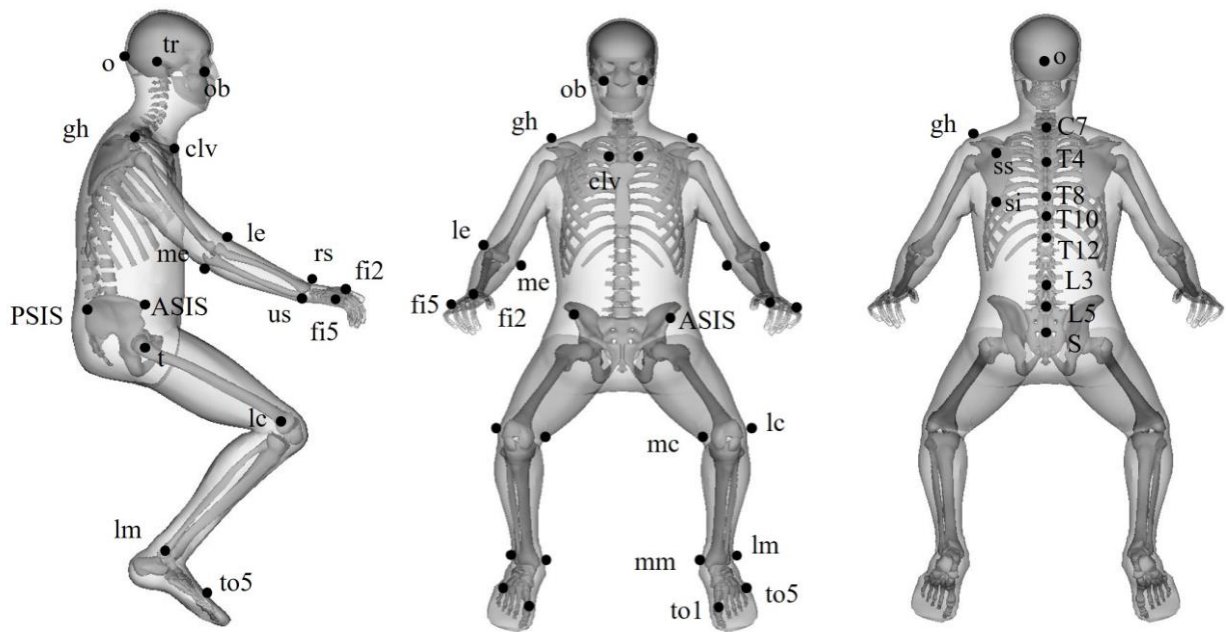 o
tr
ob
gh
clv
le
me
rs
fi2
PSIS
ASIS
us
fi5
t
lc
lm
to5
ob
gh
clv
le
me
fi5
fi2
ASIS
mc
lc
mm
lm
to1
to5
o
gh
C7
ss
T4
si
T8
T10
T12
L3
L5
S